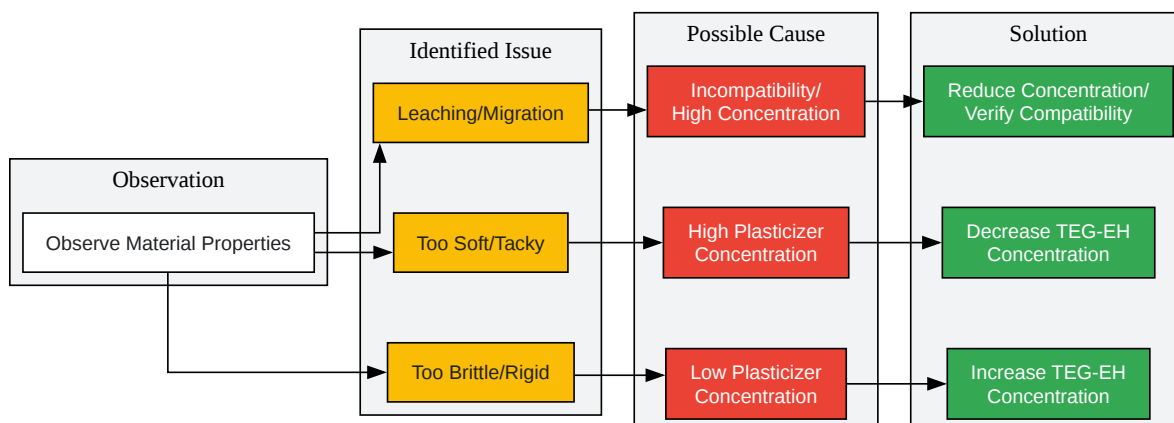 Observation
Observe Material Properties
Identified Issue
Leaching/Migration
Too Soft/Tacky
Too Brittle/Rigid
Possible Cause
Incompatibility/
High Concentration
High Plasticizer
Concentration
Low Plasticizer
Concentration
Solution
Reduce Concentration/
Verify Compatibility
Decrease TEG-EH
Concentration
Increase TEG-EH
Concentration